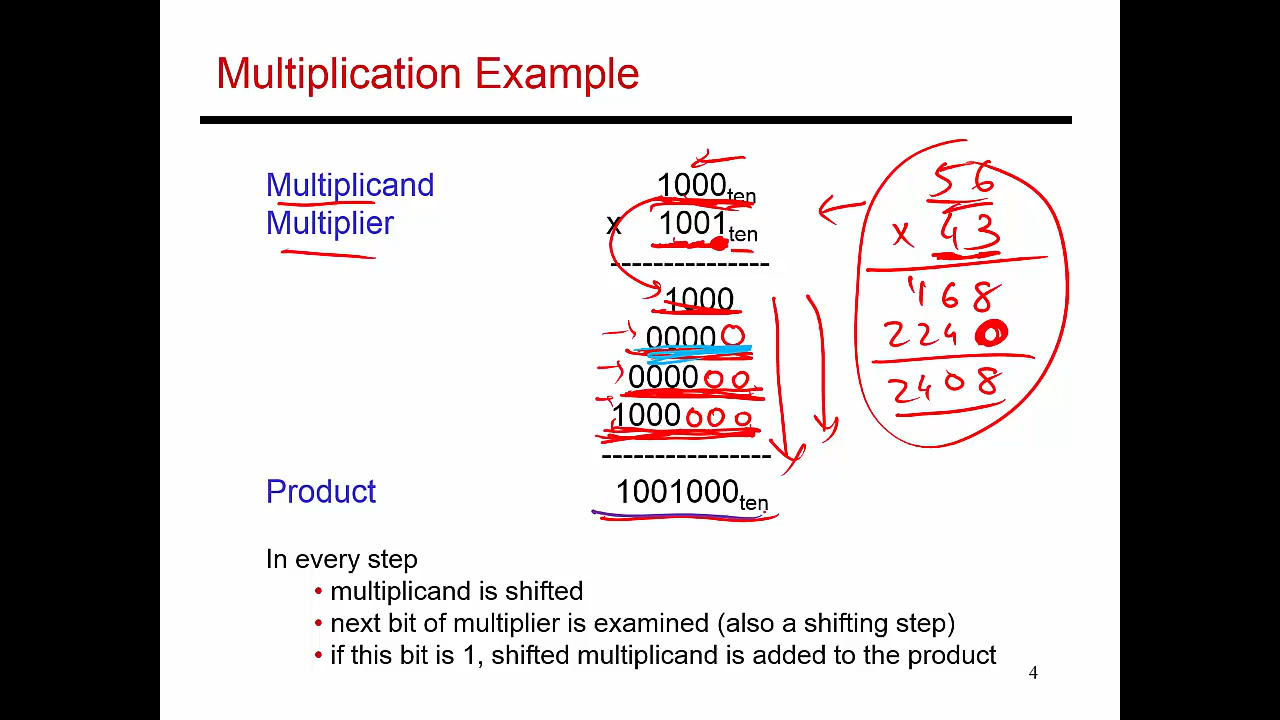 Multiplication Example
Multiplicand 1000ten
Multiplier x 1001ten
---------------
1000
00000
000000
1000000
----------------
Product 1001000ten
56
x 43
168
2240
2408
In every step
• multiplicand is shifted
• next bit of multiplier is examined (also a shifting step)
• if this bit is 1, shifted multiplicand is added to the product
4